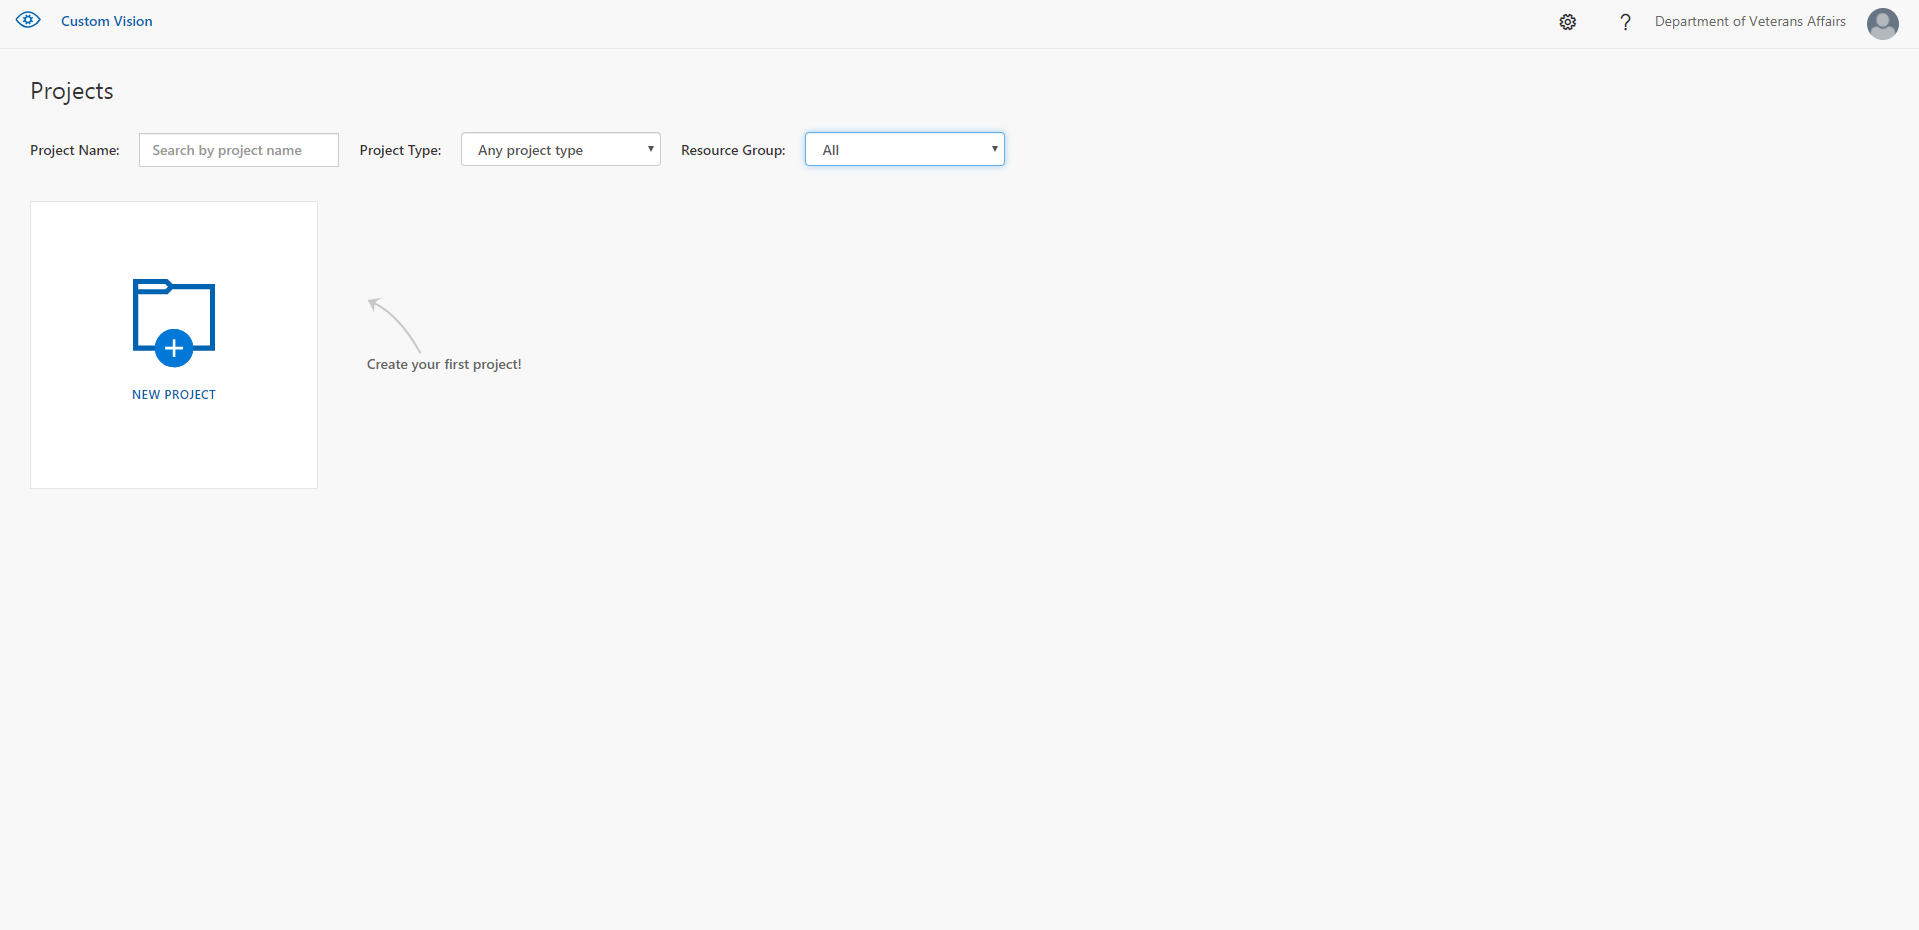 Custom Vision
? Department of Veterans Affairs
Projects
Project Name: Search by project name Project Type: Any project type Resource Group: All
Create your first project!
NEW PROJECT